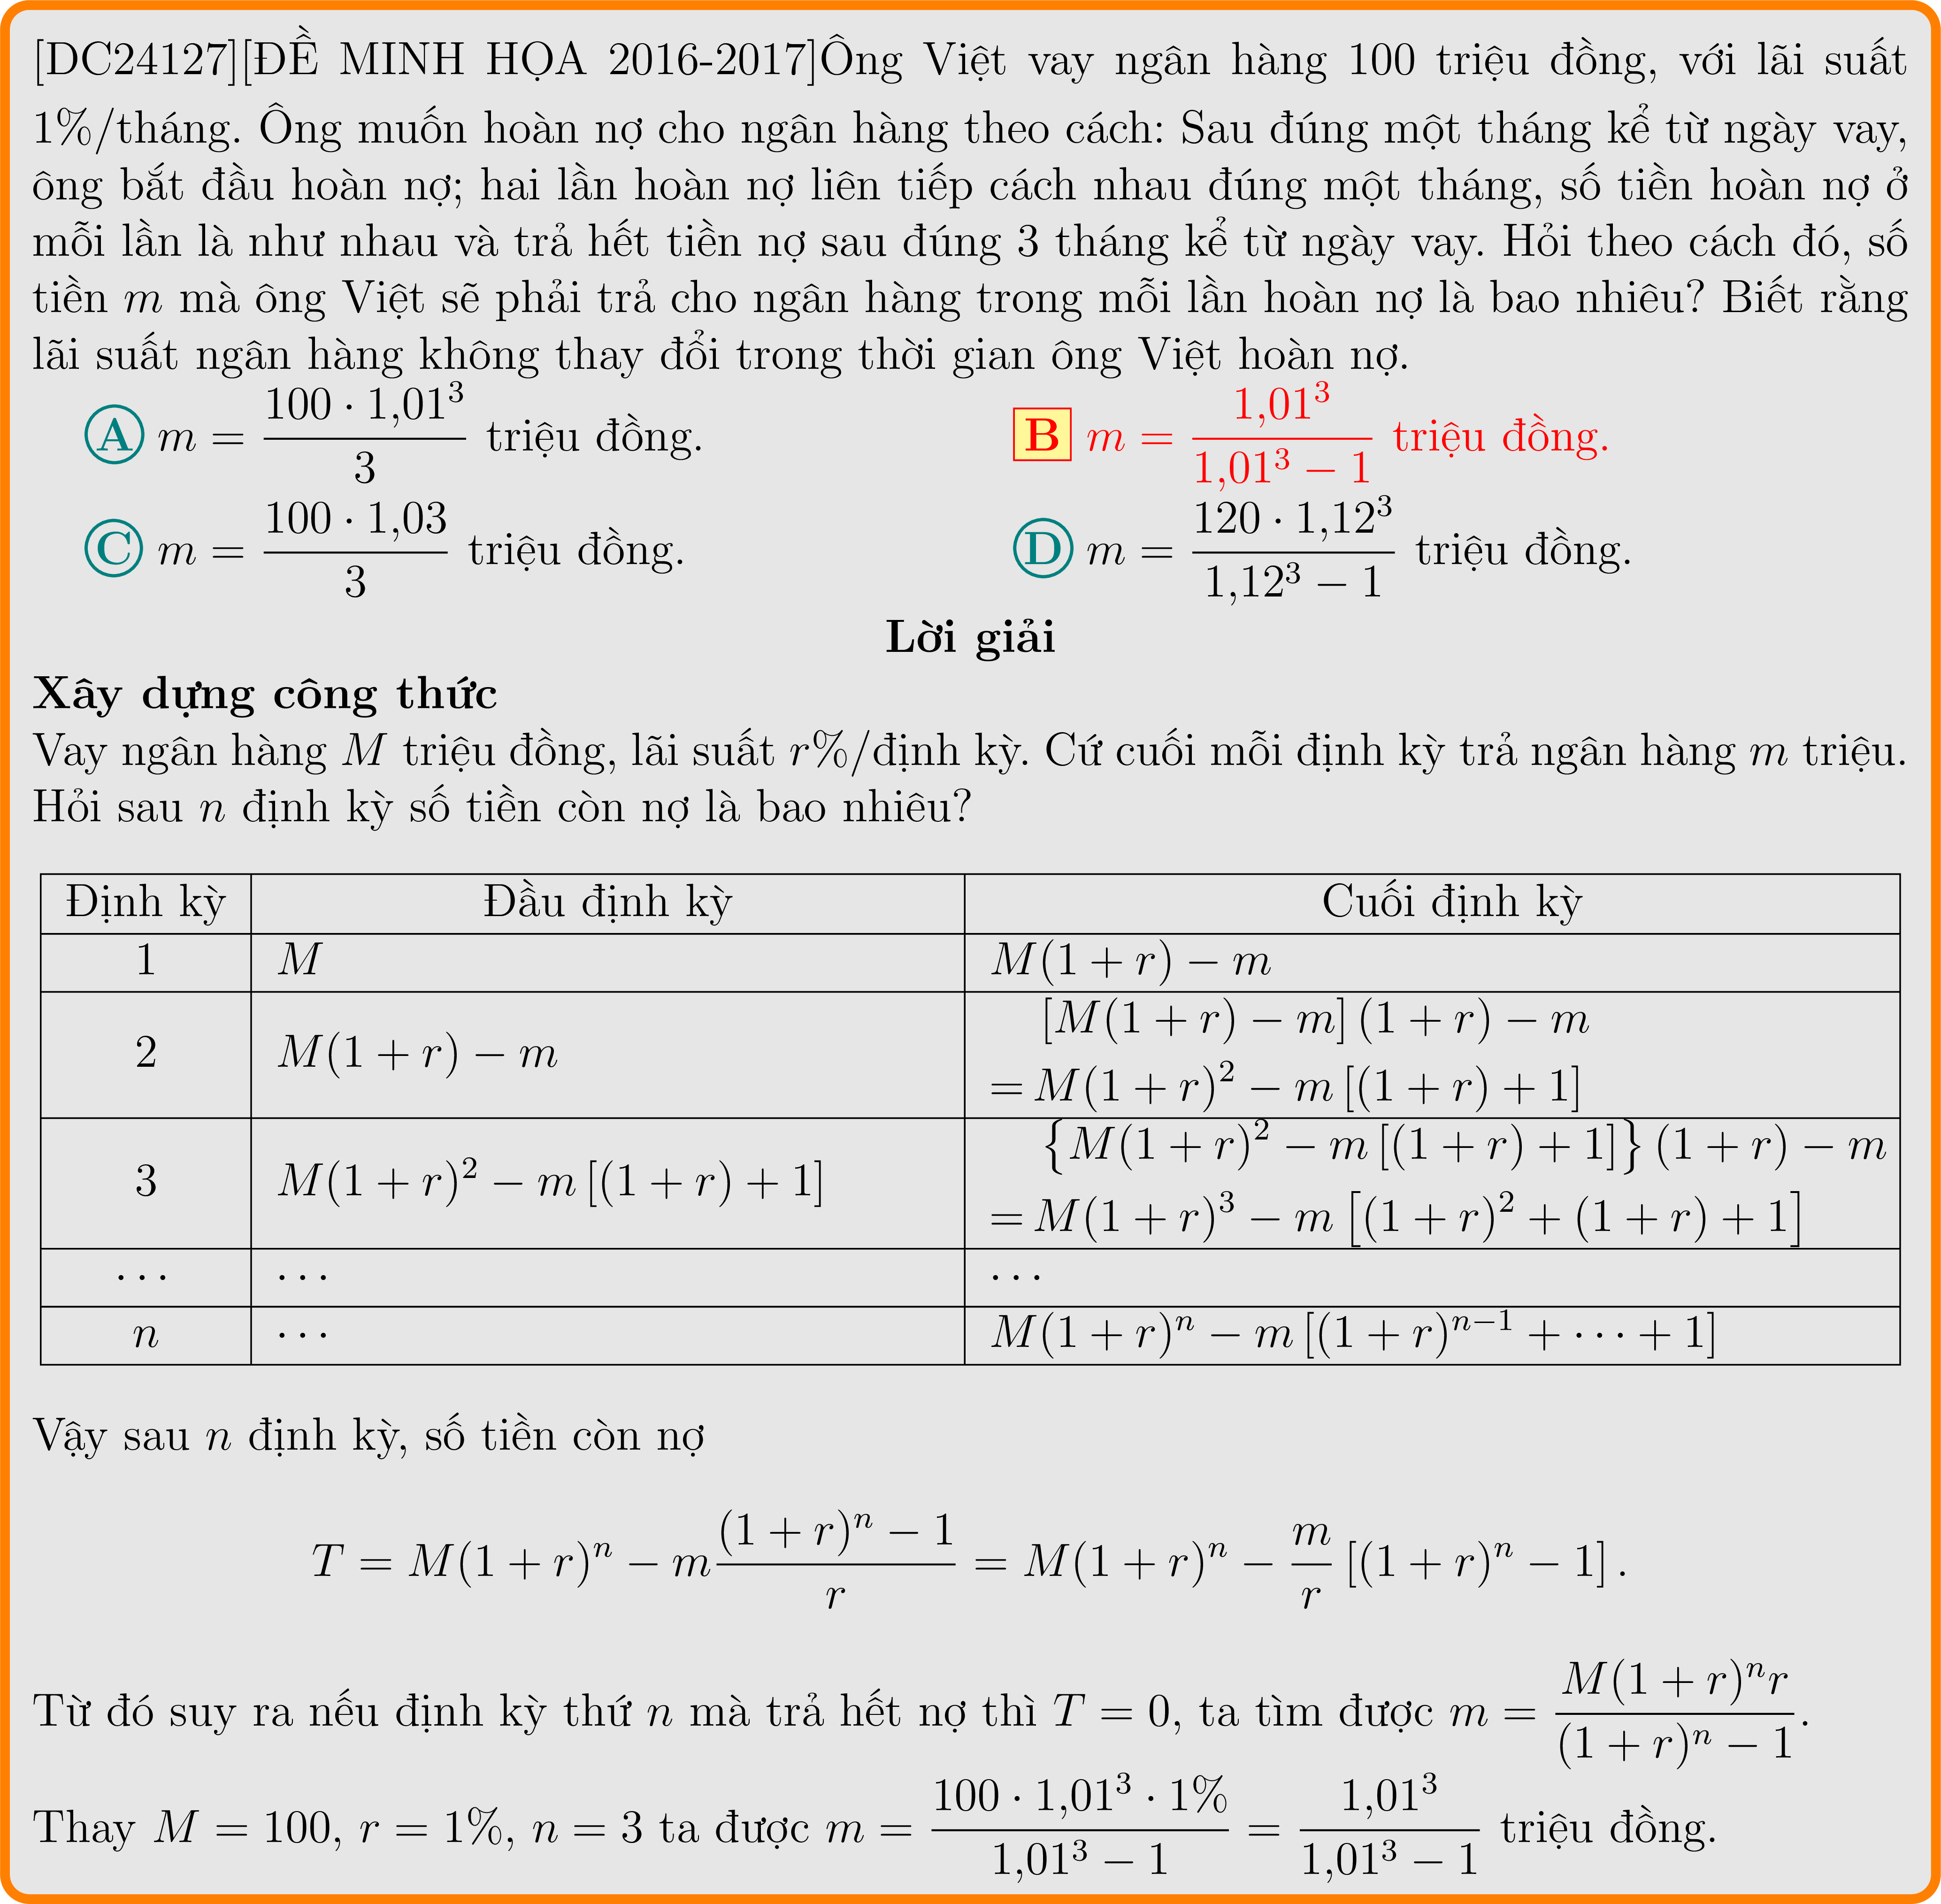 [DC24127][ĐỀ MINH HỌA 2016-2017]Ông Việt vay ngân hàng 100 triệu đồng, với lãi suất
1%/tháng. Ông muốn hoàn nợ cho ngân hàng theo cách: Sau đúng một tháng kể từ ngày vay,
ông bắt đầu hoàn nợ; hai lần hoàn nợ liên tiếp cách nhau đúng một tháng, số tiền hoàn nợ ở
mỗi lần là như nhau và trả hết tiền nợ sau đúng 3 tháng kể từ ngày vay. Hỏi theo cách đó, số
tiền m mà ông Việt sẽ phải trả cho ngân hàng trong mỗi lần hoàn nợ là bao nhiêu? Biết rằng
lãi suất ngân hàng không thay đổi trong thời gian ông Việt hoàn nợ.
A m = \frac{100 · 1,01^3}{3} triệu đồng. B m = \frac{1,01^3}{1,01^3 − 1} triệu đồng.
C m = \frac{100 · 1,03}{3} triệu đồng. D m = \frac{120 · 1,12^3}{1,12^3 − 1} triệu đồng.
Lời giải
Xây dựng công thức
Vay ngân hàng M triệu đồng, lãi suất r%/định kỳ. Cứ cuối mỗi định kỳ trả ngân hàng m triệu.
Hỏi sau n định kỳ số tiền còn nợ là bao nhiêu?
Định kỳ Đầu định kỳ Cuối định kỳ
1 M M(1 + r) − m
2 M(1 + r) − m [M(1 + r) − m] (1 + r) − m
= M(1 + r)^2 − m [(1 + r) + 1]
3 M(1 + r)^2 − m [(1 + r) + 1] {M(1 + r)^2 − m [(1 + r) + 1]} (1 + r) − m
= M(1 + r)^3 − m [(1 + r)^2 + (1 + r) + 1]
··· ··· ···
n ··· M(1 + r)^n − m [(1 + r)^{n−1} + ··· + 1]
Vậy sau n định kỳ, số tiền còn nợ
T = M(1 + r)^n − m\frac{(1 + r)^n − 1}{r} = M(1 + r)^n − \frac{m}{r} [(1 + r)^n − 1] .
Từ đó suy ra nếu định kỳ thứ n mà trả hết nợ thì T = 0, ta tìm được m = \frac{M(1 + r)^n r}{(1 + r)^n − 1}.
Thay M = 100, r = 1%, n = 3 ta được m = \frac{100 · 1,01^3 · 1%}{1,01^3 − 1} = \frac{1,01^3}{1,01^3 − 1} triệu đồng.